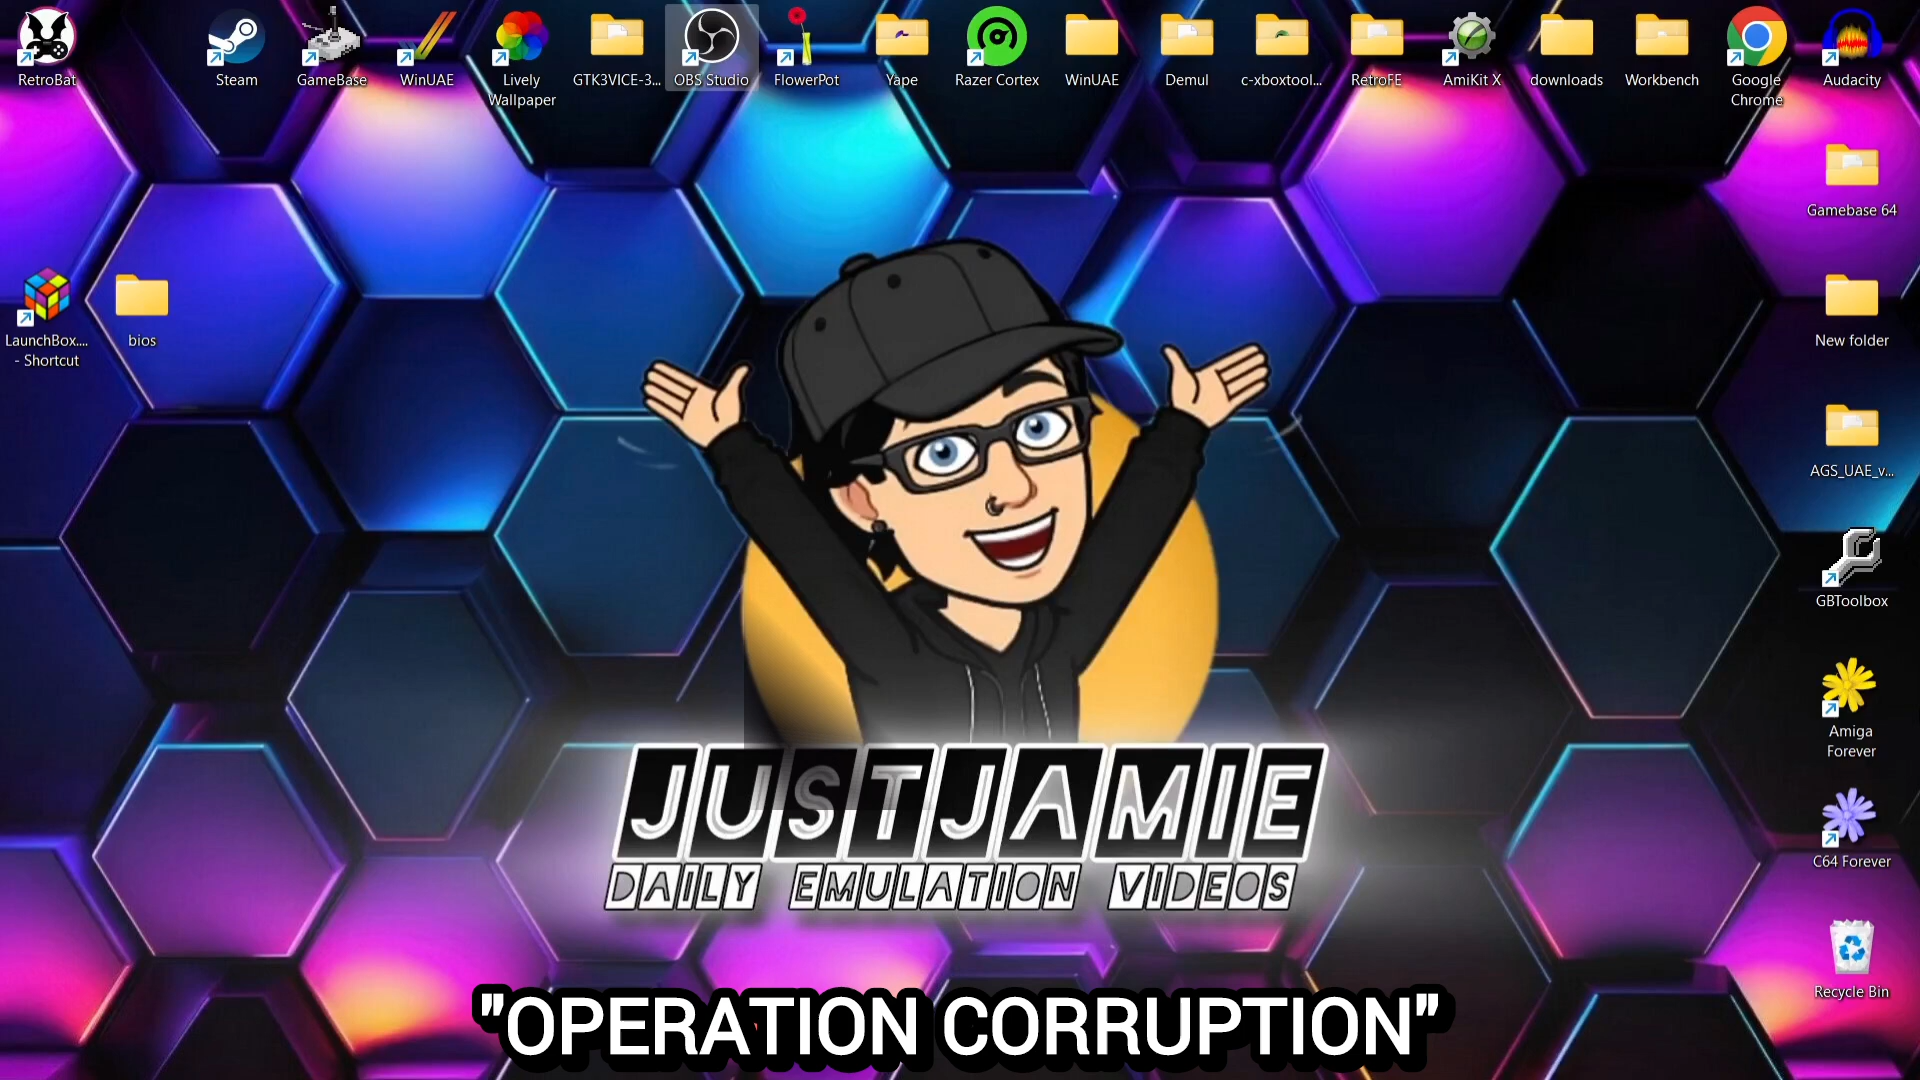 RetroBat
Steam
GameBase
WinUAE
Lively
Wallpaper
GTK3VICE-3...
OBS Studio
FlowerPot
Yape
Razer Cortex
WinUAE
Demul
c-xboxtool...
RetroFE
AmiKit X
downloads
Workbench
Google
Chrome
Audacity
Gamebase 64
LaunchBox....
- Shortcut
bios
New folder
AGS_UAE_v...
GBToolbox
Amiga
Forever
JUSTJAMIE
DAILY EMULATION VIDEOS
C64 Forever
Recycle Bin
"OPERATION CORRUPTION"